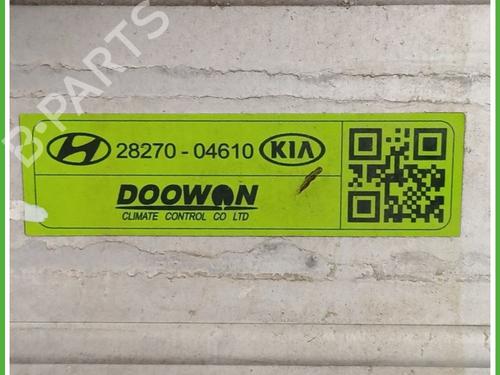 B-PARTS
28270 - 04610 KIA
DOOWON
CLIMATE CONTROL CO LTD